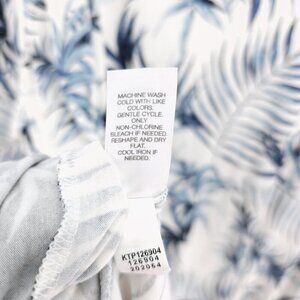 MACHINE WASH
COLD WITH LIKE
COLORS.
GENTLE CYCLE.
ONLY
NON-CHLORINE
BLEACH IF NEEDED.
RESHAPE AND DRY
FLAT.
COOL IRON IF
NEEDED.
KTP126904
126904
202064